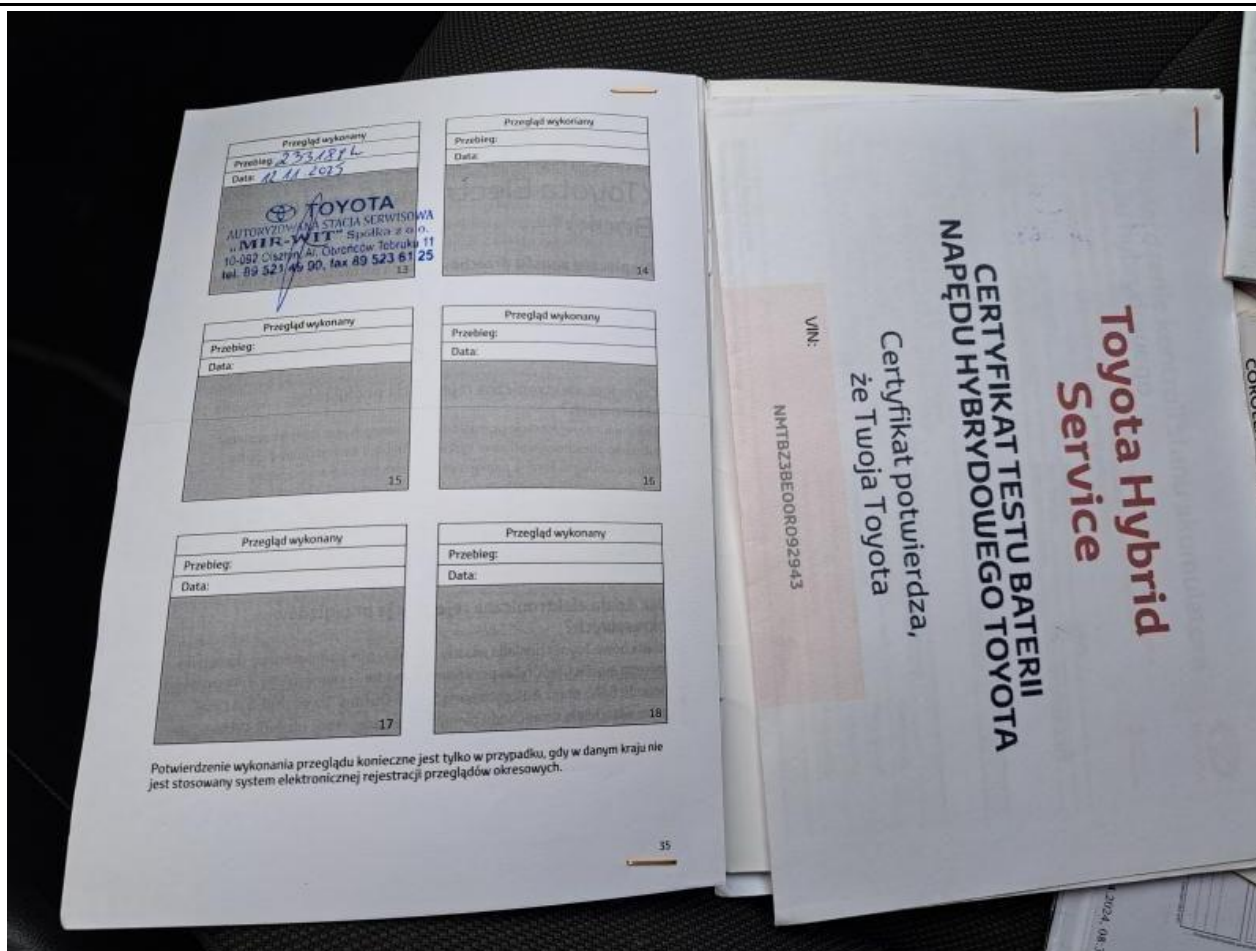 Przegląd wykonany
Przebieg:
Data: 12.11.2025
TOYOTA
AUTORYZOWANA STACJA SERWISOWA
„MIR-WIT” Spółka z o.o.
10-092 Olsztyn, Al. Obrońców Tobruku 11
tel. 89 521 49 90, fax 89 523 61 25
13
Przegląd wykonany
Przebieg:
Data:
14
Przegląd wykonany
Przebieg:
Data:
15
Przegląd wykonany
Przebieg:
Data:
16
Przegląd wykonany
Przebieg:
Data:
17
Przegląd wykonany
Przebieg:
Data:
18
Potwierdzenie wykonania przeglądu konieczne jest tylko w przypadku, gdy w danym kraju nie
jest stosowany system elektronicznej rejestracji przeglądów okresowych.
35
Toyota Hybrid
Service
CERTYFIKAT TESTU BATERII
NAPĘDU HYBRYDOWEGO TOYOTA
Certyfikat potwierdza,
że Twoja Toyota
VIN:
NMTBZ3BE00R092943